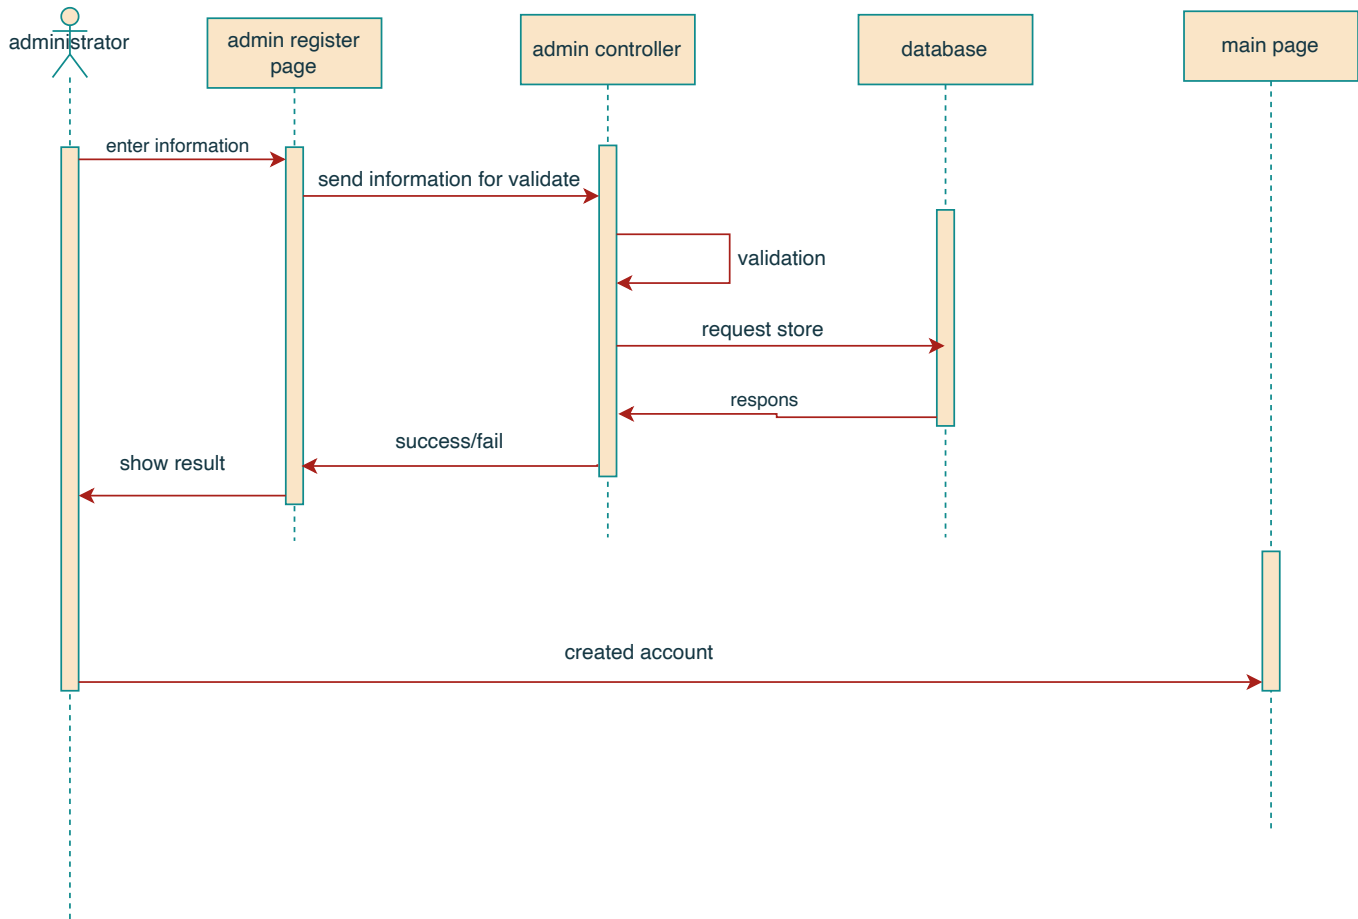 administrator
admin register
page
admin controller
database
main page
enter information
send information for validate
validation
request store
respons
success/fail
show result
created account